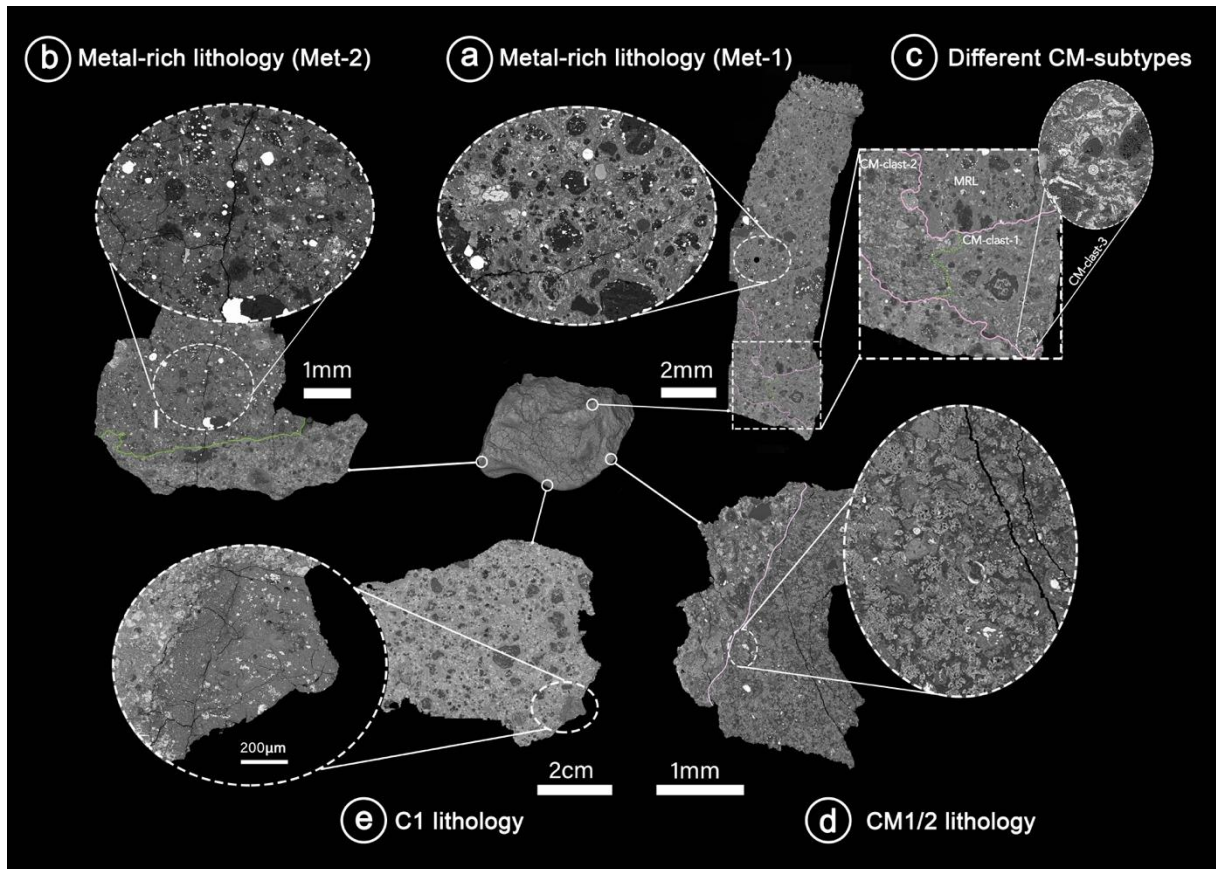 b Metal-rich lithology (Met-2)
a Metal-rich lithology (Met-1)
c Different CM-subtypes
CM-clast-2
MRL
CM-clast-1
CM-clast-3
1mm
2mm
200µm
2cm
1mm
e C1 lithology
d CM1/2 lithology